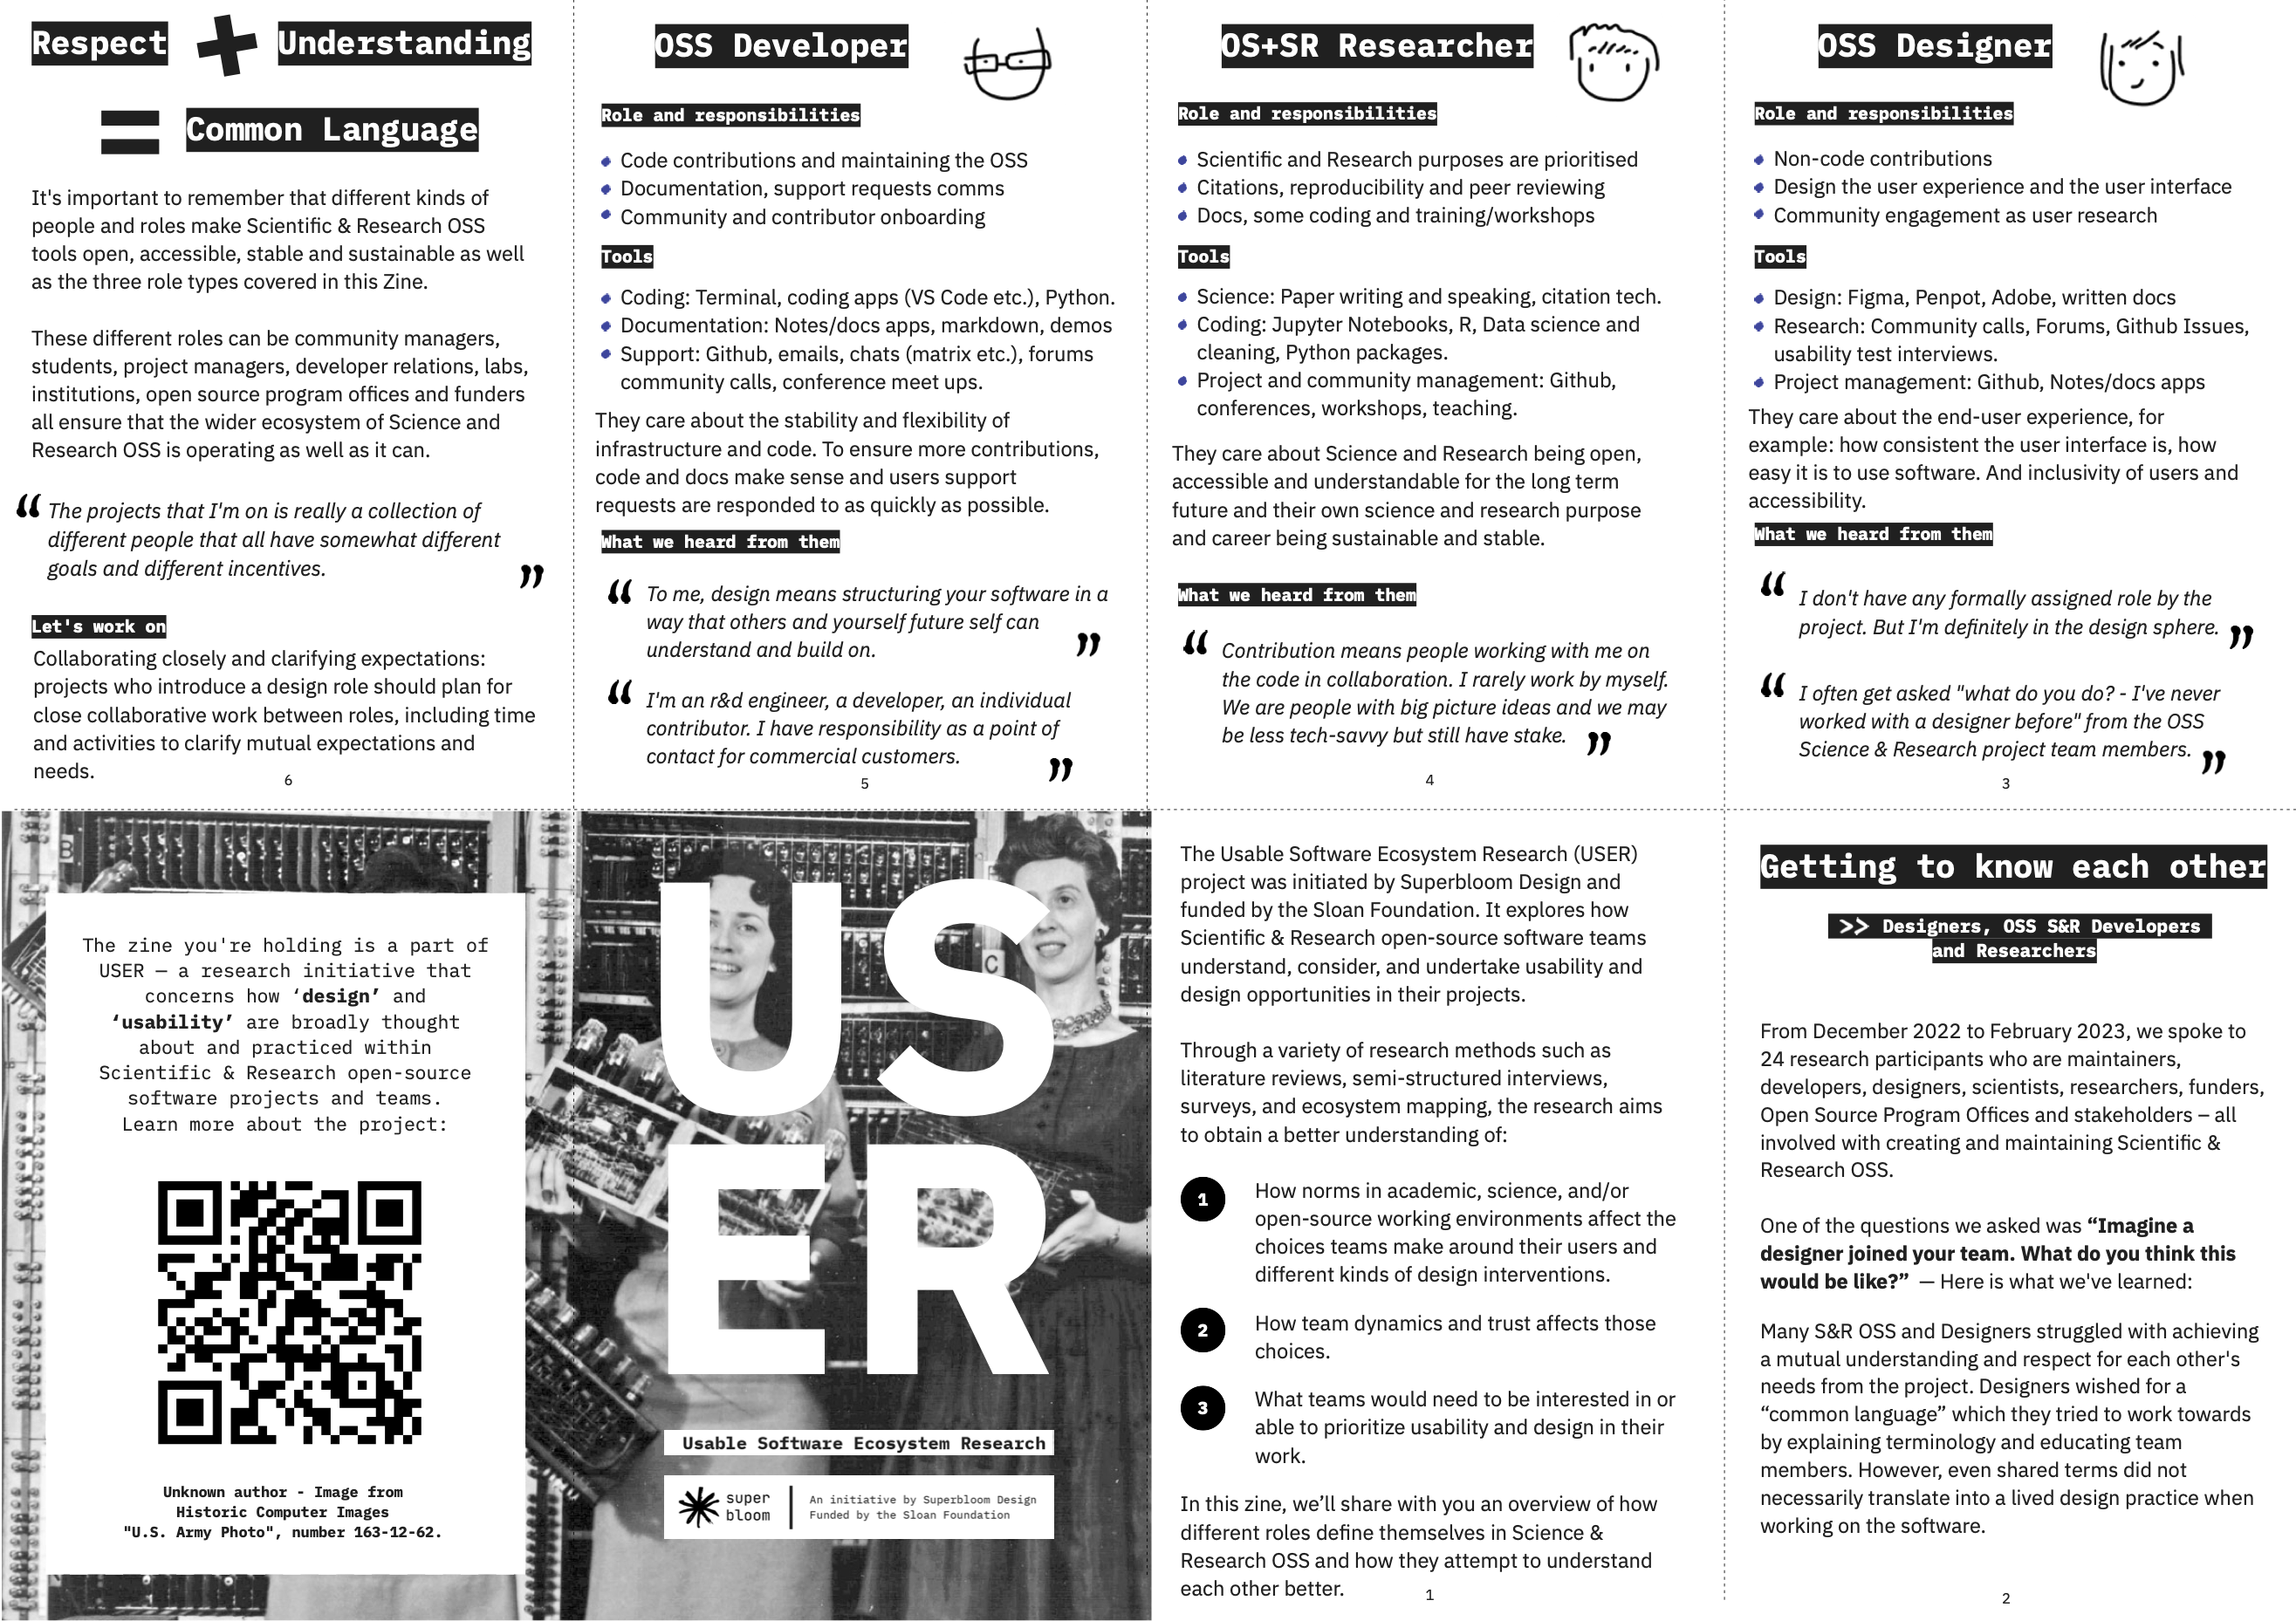 Respect + Understanding
= Common Language
It's important to remember that different kinds of
people and roles make Scientific & Research OSS
tools open, accessible, stable and sustainable as well
as the three role types covered in this Zine.
These different roles can be community managers,
students, project managers, developer relations, labs,
institutions, open source program offices and funders
all ensure that the wider ecosystem of Science and
Research OSS is operating as well as it can.
“ The projects that I'm on is really a collection of
different people that all have somewhat different
goals and different incentives. ”
Let's work on
Collaborating closely and clarifying expectations:
projects who introduce a design role should plan for
close collaborative work between roles, including time
and activities to clarify mutual expectations and
needs.
6
OSS Developer
Role and responsibilities
Code contributions and maintaining the OSS
Documentation, support requests comms
Community and contributor onboarding
Tools
Coding: Terminal, coding apps (VS Code etc.), Python.
Documentation: Notes/docs apps, markdown, demos
Support: Github, emails, chats (matrix etc.), forums
community calls, conference meet ups.
They care about the stability and flexibility of
infrastructure and code. To ensure more contributions,
code and docs make sense and users support
requests are responded to as quickly as possible.
What we heard from them
“ To me, design means structuring your software in a
way that others and yourself future self can
understand and build on. ”
“ I'm an r&d engineer, a developer, an individual
contributor. I have responsibility as a point of
contact for commercial customers. ”
5
OS+SR Researcher
Role and responsibilities
Scientific and Research purposes are prioritised
Citations, reproducibility and peer reviewing
Docs, some coding and training/workshops
Tools
Science: Paper writing and speaking, citation tech.
Coding: Jupyter Notebooks, R, Data science and
cleaning, Python packages.
Project and community management: Github,
conferences, workshops, teaching.
They care about Science and Research being open,
accessible and understandable for the long term
future and their own science and research purpose
and career being sustainable and stable.
What we heard from them
“ Contribution means people working with me on
the code in collaboration. I rarely work by myself.
We are people with big picture ideas and we may
be less tech-savvy but still have stake. ”
4
OSS Designer
Role and responsibilities
Non-code contributions
Design the user experience and the user interface
Community engagement as user research
Tools
Design: Figma, Penpot, Adobe, written docs
Research: Community calls, Forums, Github Issues,
usability test interviews.
Project management: Github, Notes/docs apps
They care about the end-user experience, for
example: how consistent the user interface is, how
easy it is to use software. And inclusivity of users and
accessibility.
What we heard from them
“ I don't have any formally assigned role by the
project. But I'm definitely in the design sphere. ”
“ I often get asked "what do you do? - I've never
worked with a designer before" from the OSS
Science & Research project team members. ”
3
The zine you're holding is a part of
USER – a research initiative that
concerns how ‘design’ and
‘usability’ are broadly thought
about and practiced within
Scientific & Research open-source
software projects and teams.
Learn more about the project:
Unknown author - Image from
Historic Computer Images
"U.S. Army Photo", number 163-12-62.
B
C
US
ER
Usable Software Ecosystem Research
super
bloom
An initiative by Superbloom Design
Funded by the Sloan Foundation
The Usable Software Ecosystem Research (USER)
project was initiated by Superbloom Design and
funded by the Sloan Foundation. It explores how
Scientific & Research open-source software teams
understand, consider, and undertake usability and
design opportunities in their projects.
Through a variety of research methods such as
literature reviews, semi-structured interviews,
surveys, and ecosystem mapping, the research aims
to obtain a better understanding of:
1 How norms in academic, science, and/or
open-source working environments affect the
choices teams make around their users and
different kinds of design interventions.
2 How team dynamics and trust affects those
choices.
3 What teams would need to be interested in or
able to prioritize usability and design in their
work.
In this zine, we’ll share with you an overview of how
different roles define themselves in Science &
Research OSS and how they attempt to understand
each other better.
1
Getting to know each other
>> Designers, OSS S&R Developers
and Researchers
From December 2022 to February 2023, we spoke to
24 research participants who are maintainers,
developers, designers, scientists, researchers, funders,
Open Source Program Offices and stakeholders – all
involved with creating and maintaining Scientific &
Research OSS.
One of the questions we asked was “Imagine a
designer joined your team. What do you think this
would be like?” — Here is what we've learned:
Many S&R OSS and Designers struggled with achieving
a mutual understanding and respect for each other's
needs from the project. Designers wished for a
“common language” which they tried to work towards
by explaining terminology and educating team
members. However, even shared terms did not
necessarily translate into a lived design practice when
working on the software.
2